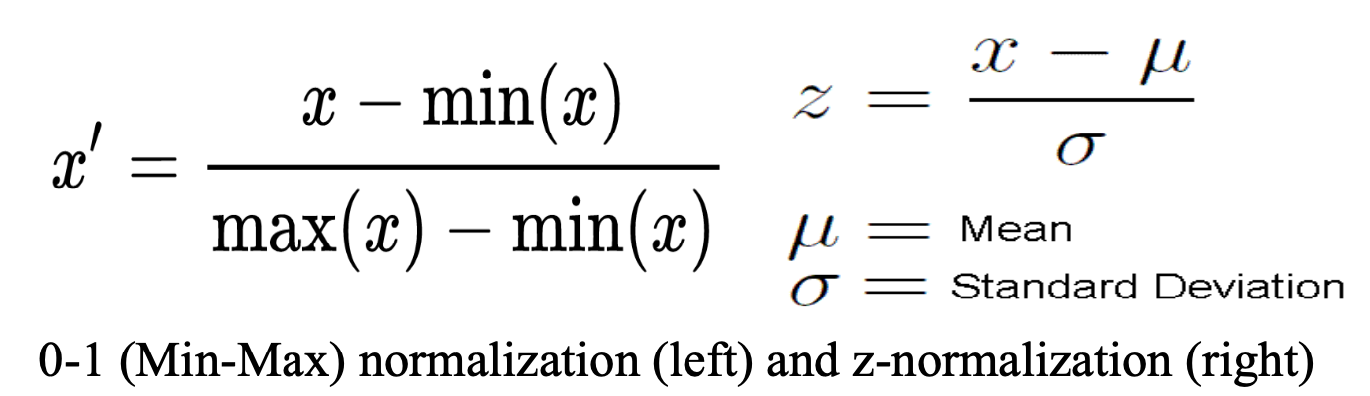 x' = (x − min(x)) / (max(x) − min(x))
z = (x − μ) / σ
μ = Mean
σ = Standard Deviation
0-1 (Min-Max) normalization (left) and z-normalization (right)